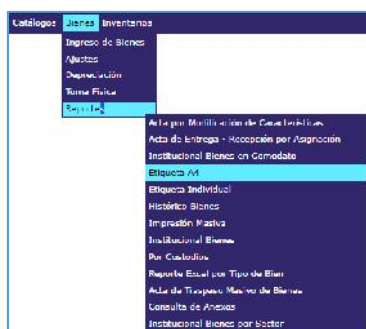 Catálogos Bienes Inventarios
Ingreso de Bienes
Ajustes
Depreciación
Toma Física
Reportes
Acta por Modificación de Características
Acta de Entrega - Recepción por Asignación
Institucional Bienes en Comodato
Etiqueta A4
Etiqueta Individual
Histórico Bienes
Impresión Masiva
Institucional Bienes
Por Custodios
Reporte Excel por Tipo de Bien
Acta de Traspaso Masivo de Bienes
Consulta de Anexos
Institucional Bienes por Sector